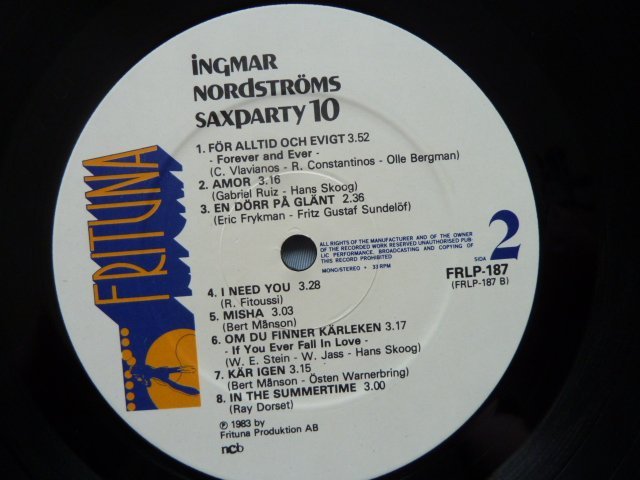 INGMAR
NORDSTRÖMS
SAXPARTY 10
1. FÖR ALLTID OCH EVIGT 3.52
- Forever and Ever -
(C. Vlavianos - R. Constantinos - Olle Bergman)
2. AMOR 3.16
(Gabriel Ruiz - Hans Skoog)
3. EN DÖRR PÅ GLÄNT 2.36
(Eric Frykman - Fritz Gustaf Sundelöf)
FRITUNA
ALL RIGHTS OF THE MANUFACTURER AND OF THE OWNER
OF THE RECORDED WORK RESERVED UNAUTHORISED PUB-
LIC PERFORMANCE, BROADCASTING AND COPYING OF
THIS RECORD PROHIBITED
MONO/STEREO • 33 RPM
SIDA 2
FRLP-187
(FRLP-187 B)
4. I NEED YOU 3.28
(R. Fitoussi)
5. MISHA 3.03
(Bert Månson)
6. OM DU FINNER KÄRLEKEN 3.17
- If You Ever Fall In Love -
(W. E. Stein - W. Jass - Hans Skoog)
7. KÄR IGEN 3.15
(Bert Månson - Östen Warnerbring)
8. IN THE SUMMERTIME 3.00
(Ray Dorset)
℗ 1983 by
Frituna Produktion AB
ncb